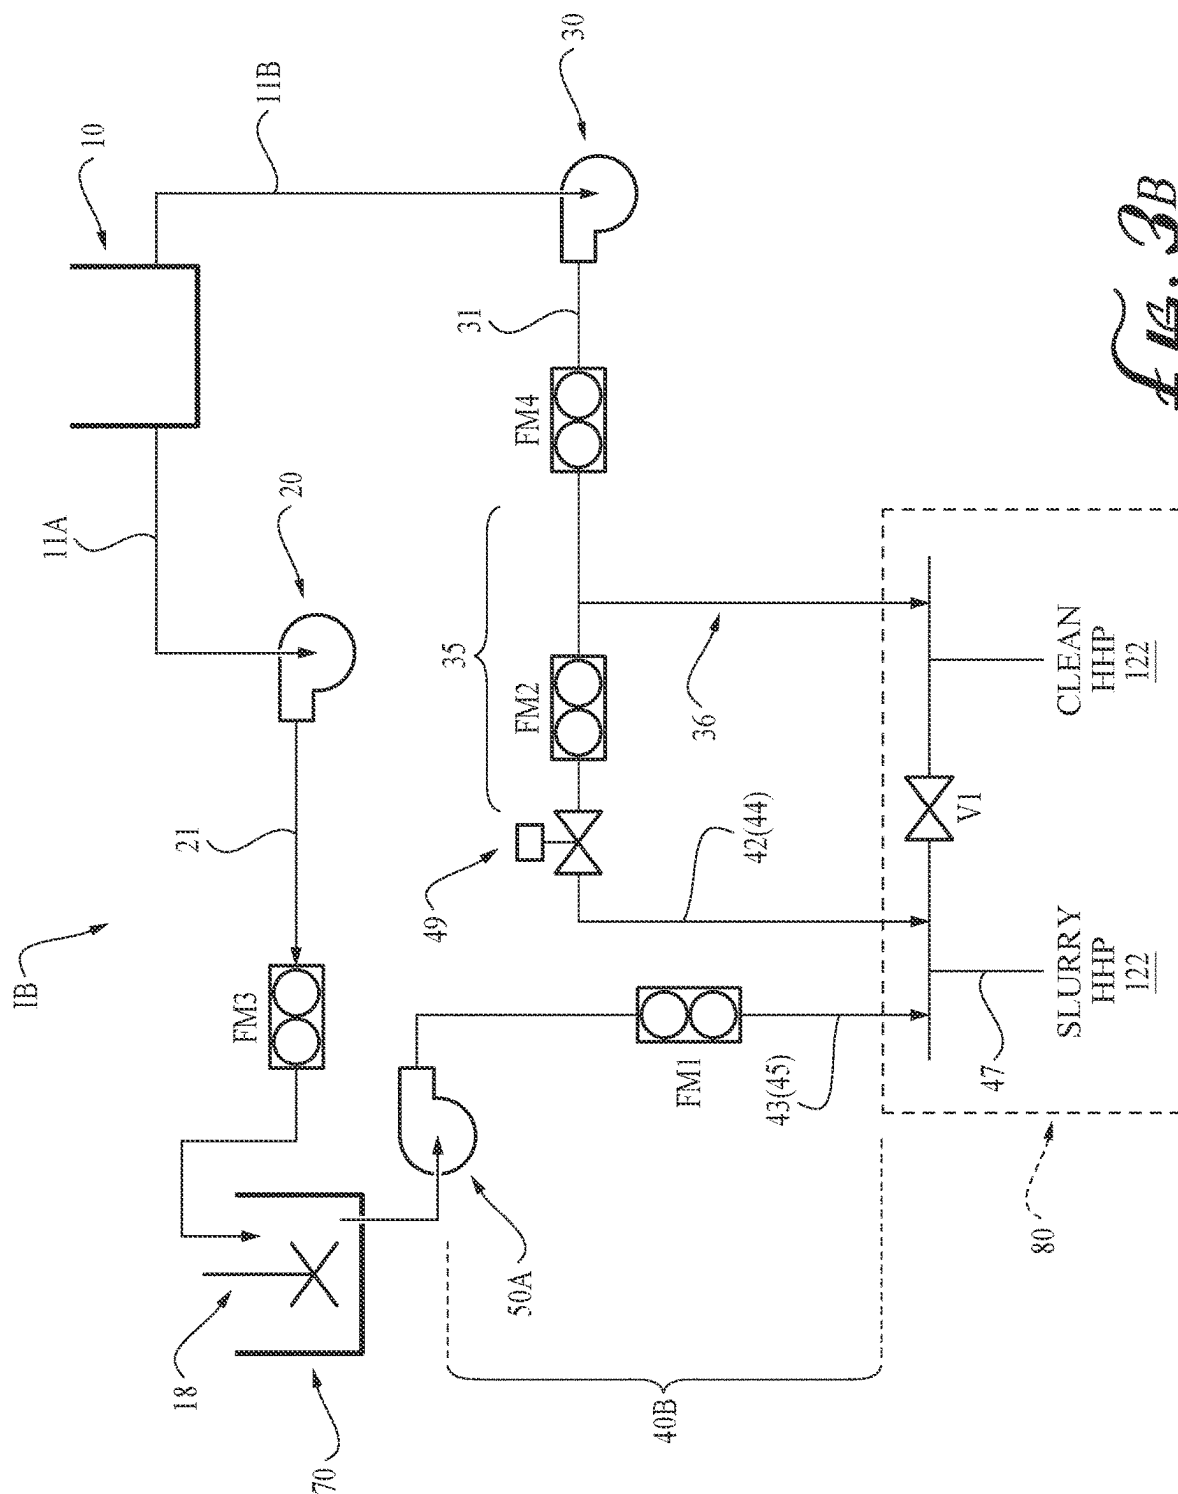 IB
11A
10
18
21
FM3
11B
20
70
49
35
31
50A
FM2
FM4
30
40B
FM1
36
42(44)
43(45)
V1
47
80
SLURRY
HHP
122
CLEAN
HHP
122
FIG. 3B